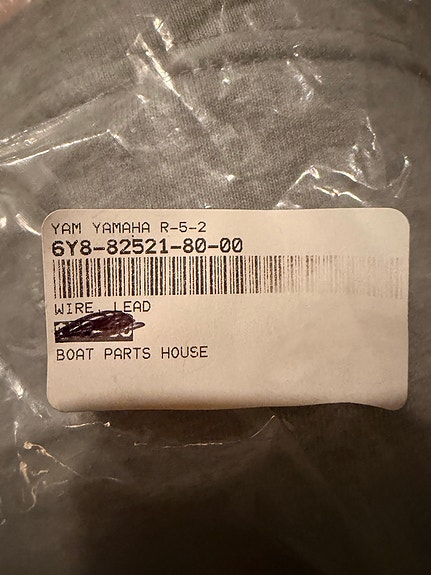 YAM YAMAHA R-5-2
6Y8-82521-80-00
WIRE, LEAD
BOAT PARTS HOUSE